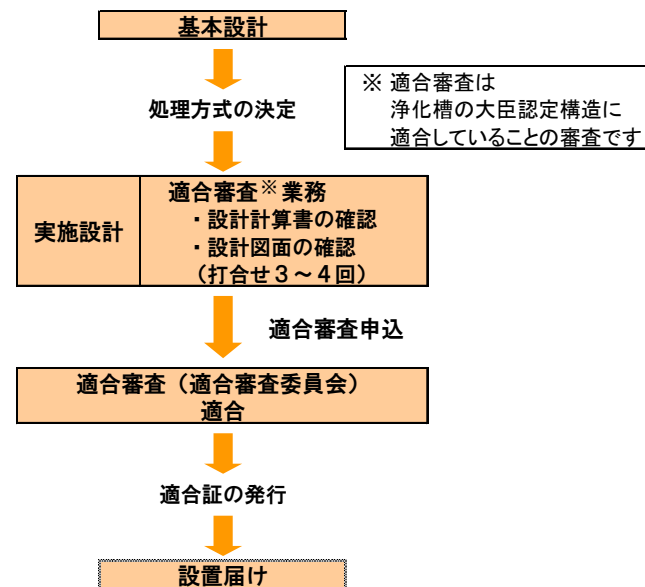 基本設計
処理方式の決定
※ 適合審査は
浄化槽の大臣認定構造に
適合していることの審査です
実施設計
適合審査※業務
・設計計算書の確認
・設計図面の確認
（打合せ３～４回）
適合審査申込
適合審査（適合審査委員会）
適合
適合証の発行
設置届け